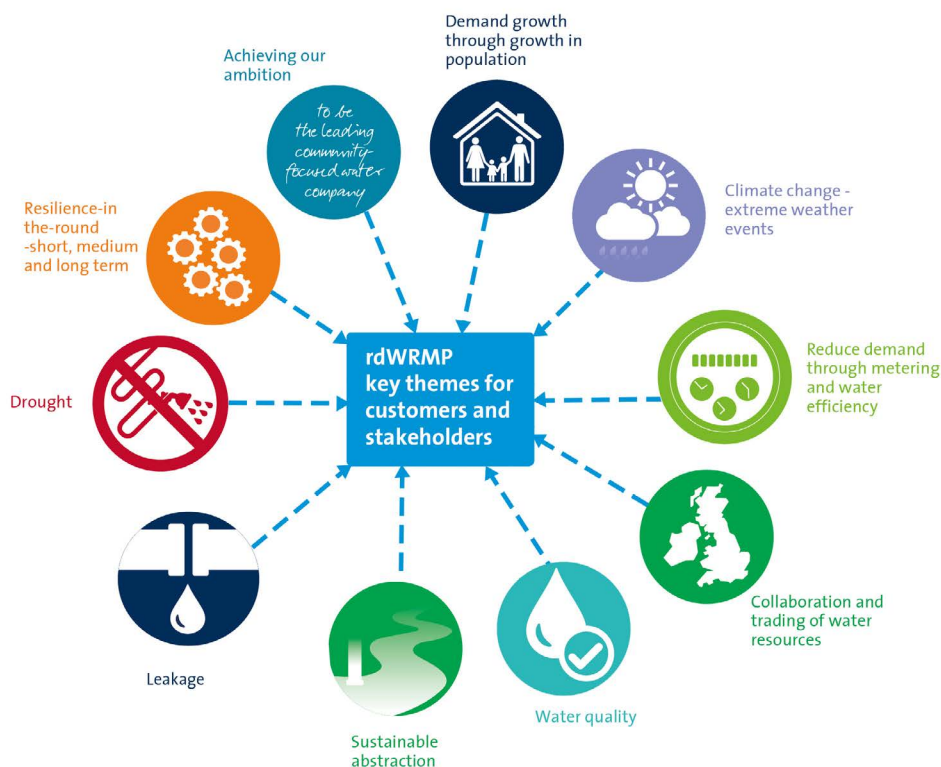 Demand growth
through growth in
population
Achieving our
ambition
to be
the leading
community-
focused water
company
Climate change -
extreme weather
events
Resilience-in
the-round
-short, medium
and long term
rdWRMP
key themes for
customers and
stakeholders
Reduce demand
through metering
and water
efficiency
Drought
Collaboration and
trading of water
resources
Leakage
Water quality
Sustainable
abstraction